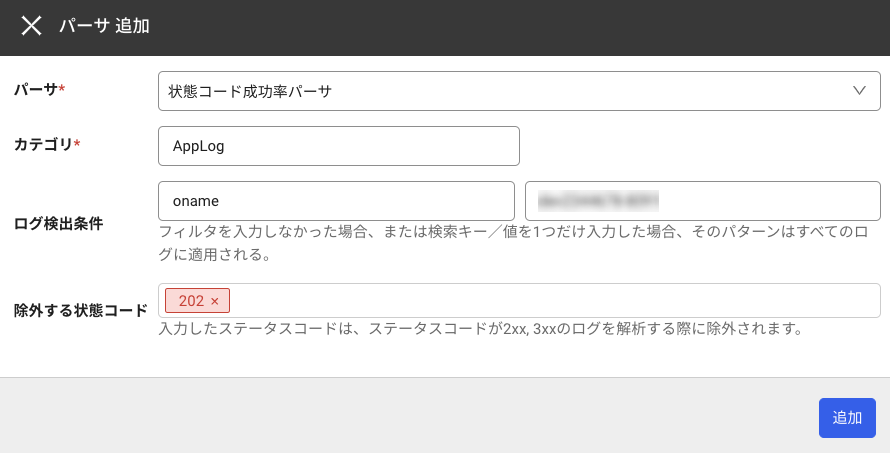 パーサ 追加
パーサ*
状態コード成功率パーサ
カテゴリ*
AppLog
ログ検出条件
oname
フィルタを入力しなかった場合、または検索キー／値を1つだけ入力した場合、そのパターンはすべてのロ
グに適用される。
除外する状態コード
202 ×
入力したステータスコードは、ステータスコードが2xx, 3xxのログを解析する際に除外されます。
追加